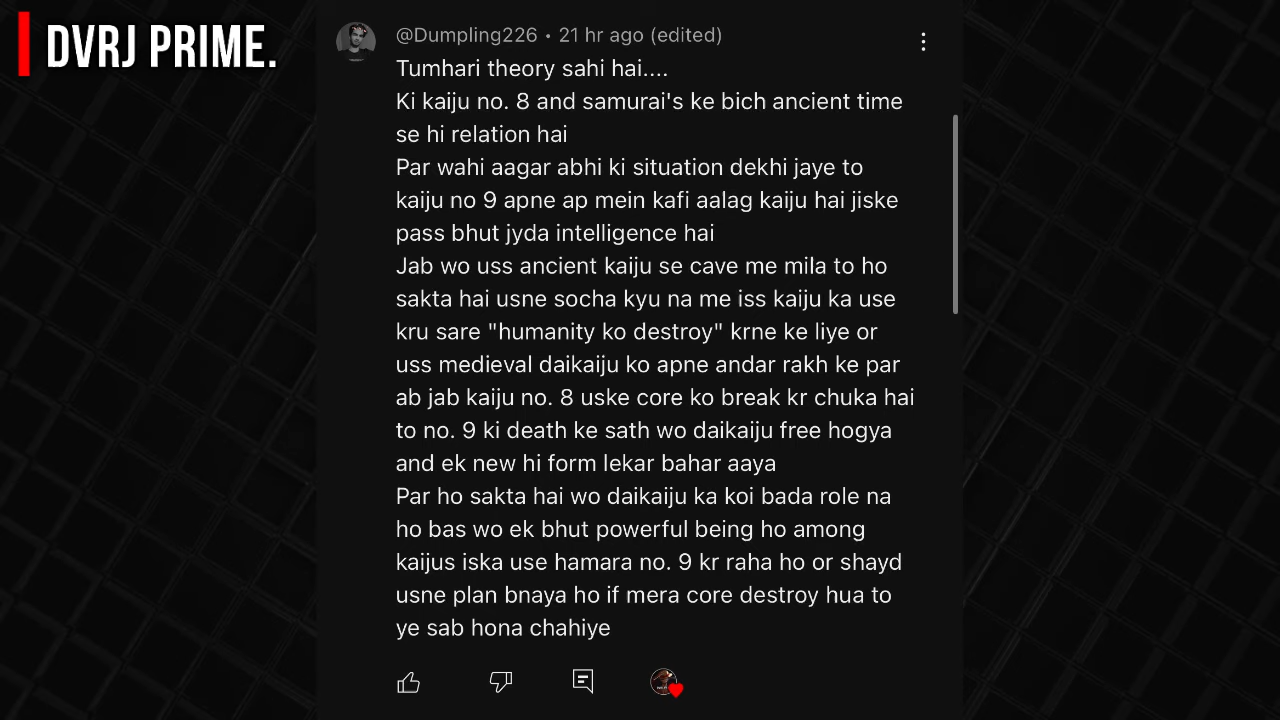 DVRJ PRIME.
@Dumpling226 • 21 hr ago (edited)
Tumhari theory sahi hai....
Ki kaiju no. 8 and samurai's ke bich ancient time
se hi relation hai
Par wahi aagar abhi ki situation dekhi jaye to
kaiju no 9 apne ap mein kafi aalag kaiju hai jiske
pass bhut jyda intelligence hai
Jab wo uss ancient kaiju se cave me mila to ho
sakta hai usne socha kyu na me iss kaiju ka use
kru sare "humanity ko destroy" krne ke liye or
uss medieval daikaiju ko apne andar rakh ke par
ab jab kaiju no. 8 uske core ko break kr chuka hai
to no. 9 ki death ke sath wo daikaiju free hogya
and ek new hi form lekar bahar aaya
Par ho sakta hai wo daikaiju ka koi bada role na
ho bas wo ek bhut powerful being ho among
kaijus iska use hamara no. 9 kr raha ho or shayd
usne plan bnaya ho if mera core destroy hua to
ye sab hona chahiye